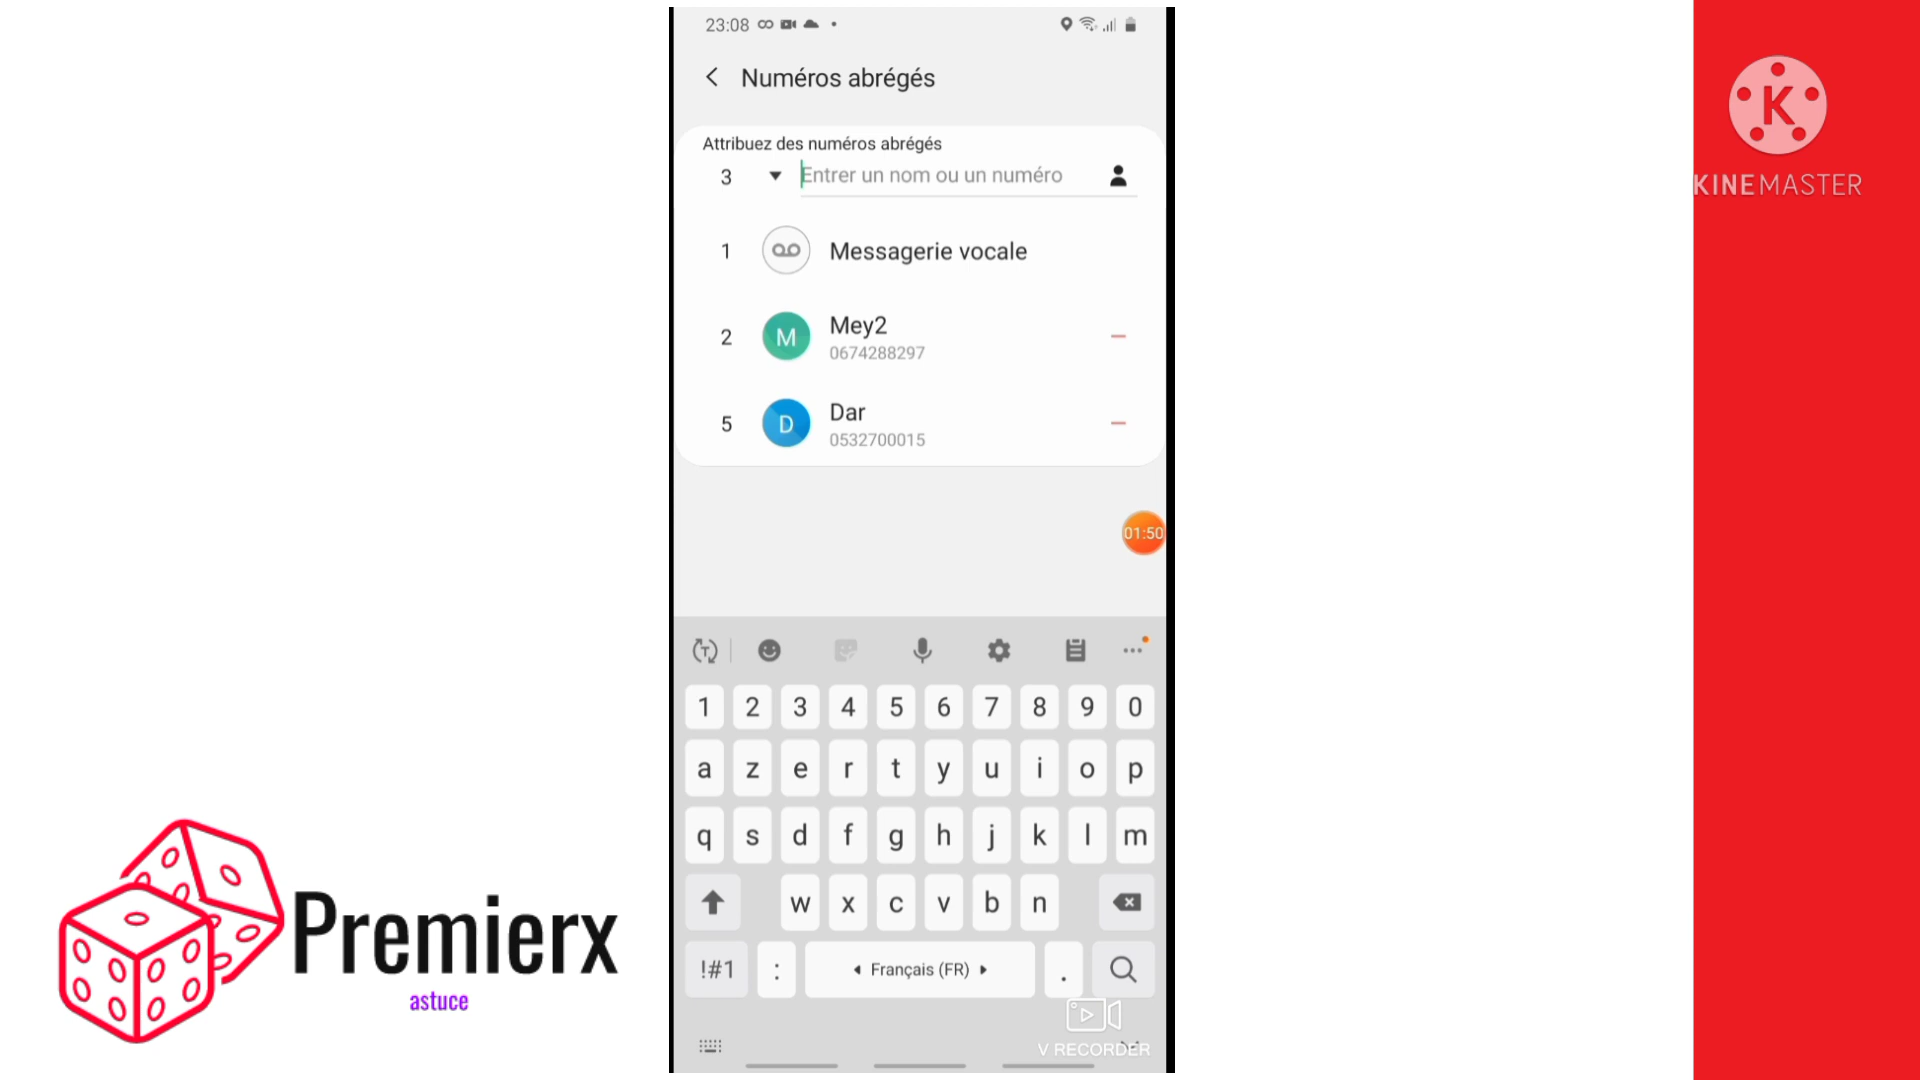 23:08
Numéros abrégés
Attribuez des numéros abrégés
3 Entrer un nom ou un numéro
1 Messagerie vocale
2 M Mey2
0674288297
5 D Dar
0532700015
01:50
1 2 3 4 5 6 7 8 9 0
a z e r t y u i o p
q s d f g h j k l m
w x c v b n
!#1 : Français (FR) .
V RECORDER
K
KINEMASTER
Premierx
astuce